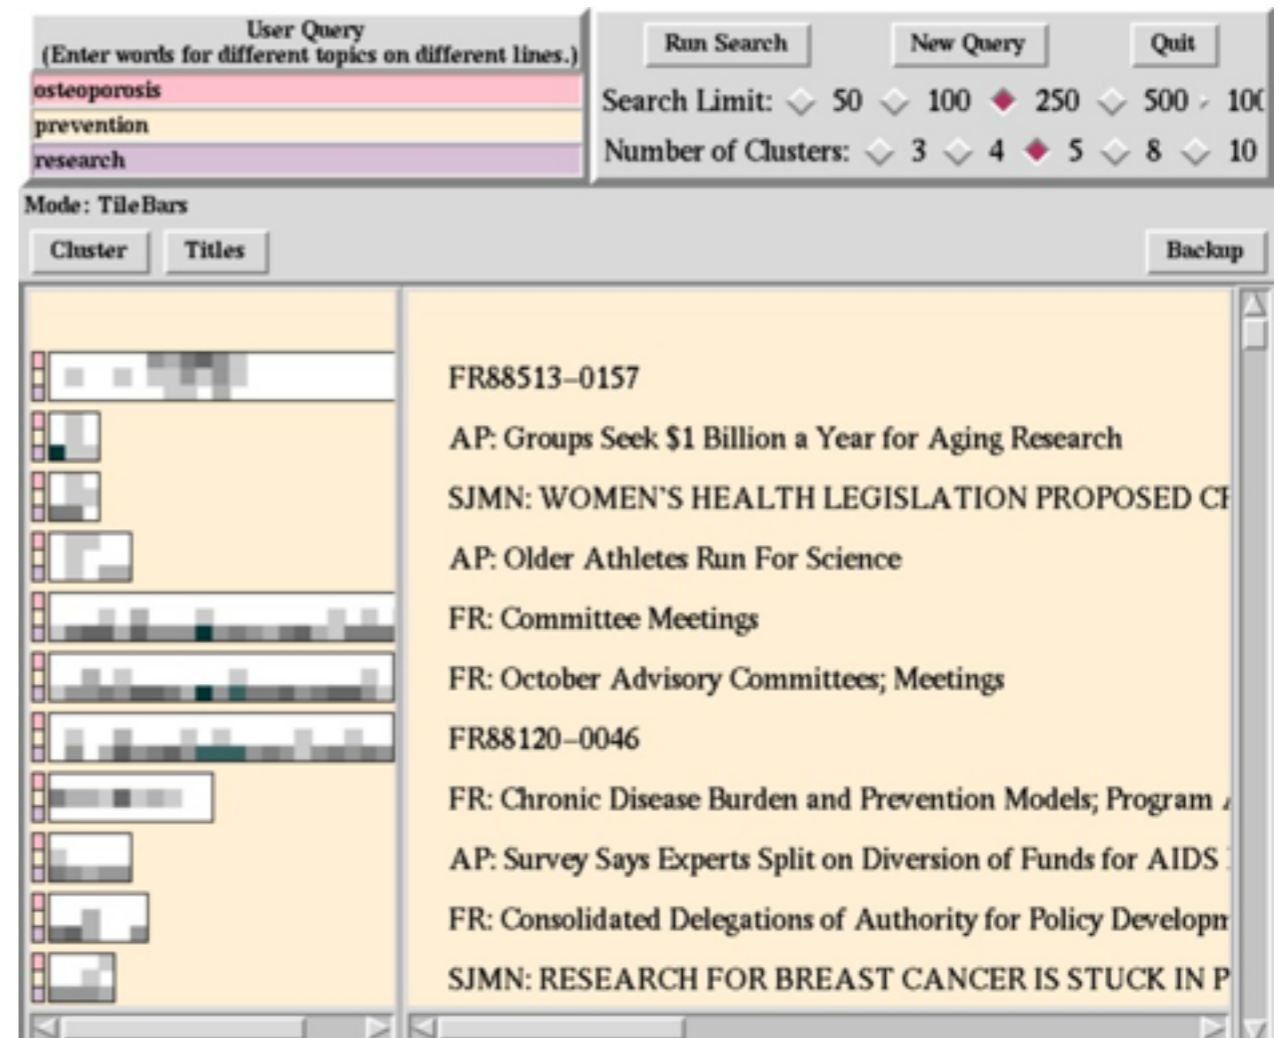 User Query
(Enter words for different topics on different lines.)
osteoporosis
prevention
research
Run Search New Query Quit
Search Limit: 50 100 250 500
Number of Clusters: 3 4 5 8 10
Mode: TileBars
Cluster Titles Backup
FR88513-0157
AP: Groups Seek $1 Billion a Year for Aging Research
SJMN: WOMEN'S HEALTH LEGISLATION PROPOSED
AP: Older Athletes Run For Science
FR: Committee Meetings
FR: October Advisory Committees; Meetings
FR88120-0046
FR: Chronic Disease Burden and Prevention Models; Program
AP: Survey Says Experts Split on Diversion of Funds for AIDS
FR: Consolidated Delegations of Authority for Policy
SJMN: RESEARCH FOR BREAST CANCER IS STUCK IN P